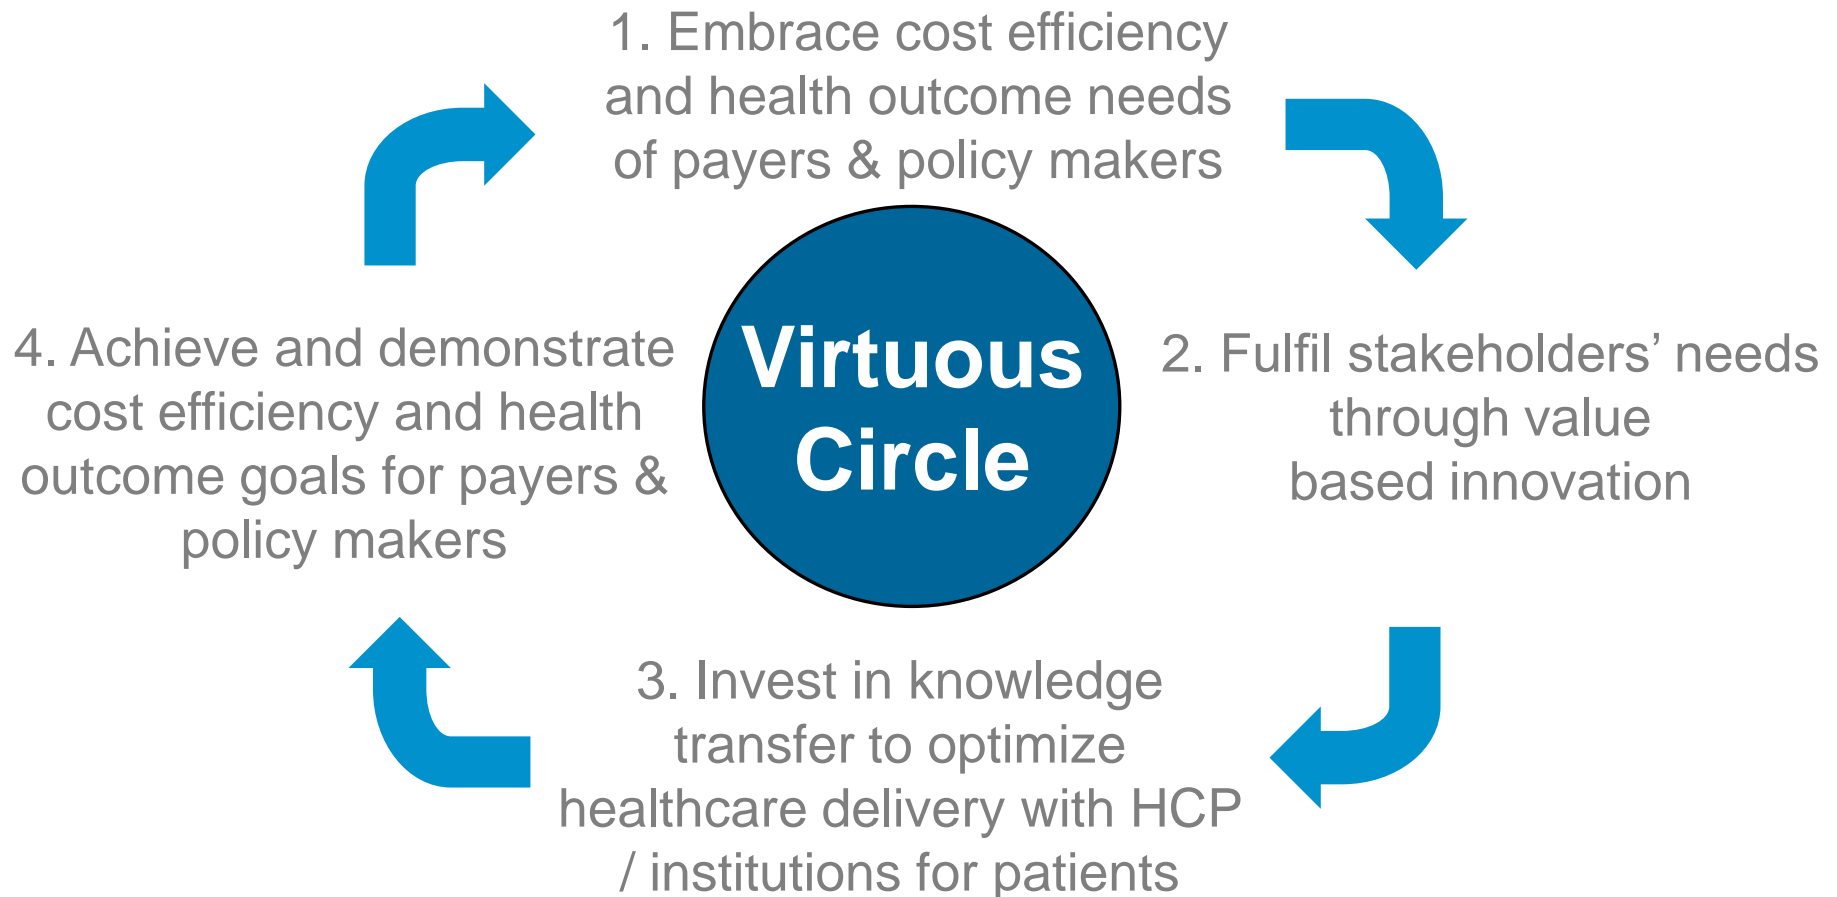 1. Embrace cost efficiency
and health outcome needs
of payers & policy makers
Virtuous
Circle
2. Fulfil stakeholders’ needs
through value
based innovation
3. Invest in knowledge
transfer to optimize
healthcare delivery with HCP
/ institutions for patients
4. Achieve and demonstrate
cost efficiency and health
outcome goals for payers &
policy makers